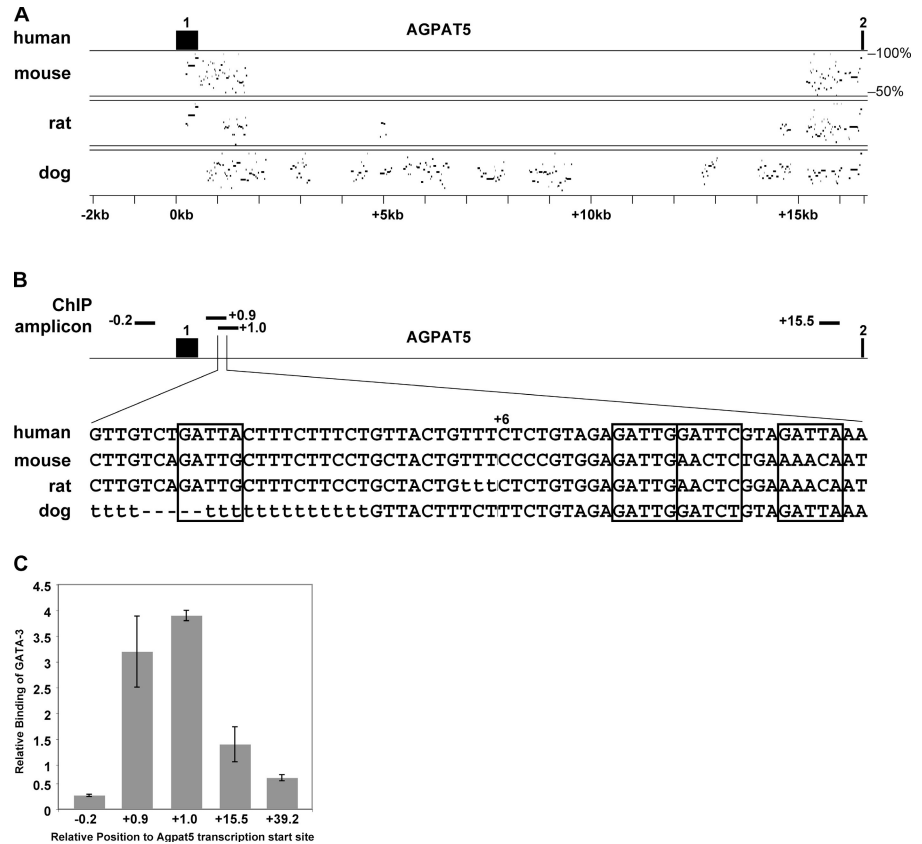 A
1
AGPAT5
2
human
mouse
–100%
–50%
rat
dog
-2kb 0kb +5kb +10kb +15kb
B
ChIP
amplicon
-0.2
+0.9
+1.0
+15.5
1
AGPAT5
2
+6
human GTTGTCTGATTACTTTCTTTCTGTTACTGTTTCTCTGTAGAGATTGGATTCGTAGATTAAA
mouse CTTGTCAGATTGCTTTCTTCCTGCTACTGTTTCCCCGTGGAGATTGAACTCTGAAAACAAT
rat CTTGTCAGATTGCTTTCTTCCTGCTACTGtttCTCTGTGGAGATTGAACTCGGAAAACAAT
dog tttt-----tttttttttttttGTTACTTTCTTTCTGTAGAGATTGGATCTGTAGATTAAA
C
Relative Binding of GATA-3
4.5
4
3.5
3
2.5
2
1.5
1
0.5
0
-0.2 +0.9 +1.0 +15.5 +39.2
Relative Position to Agpat5 transcription start site